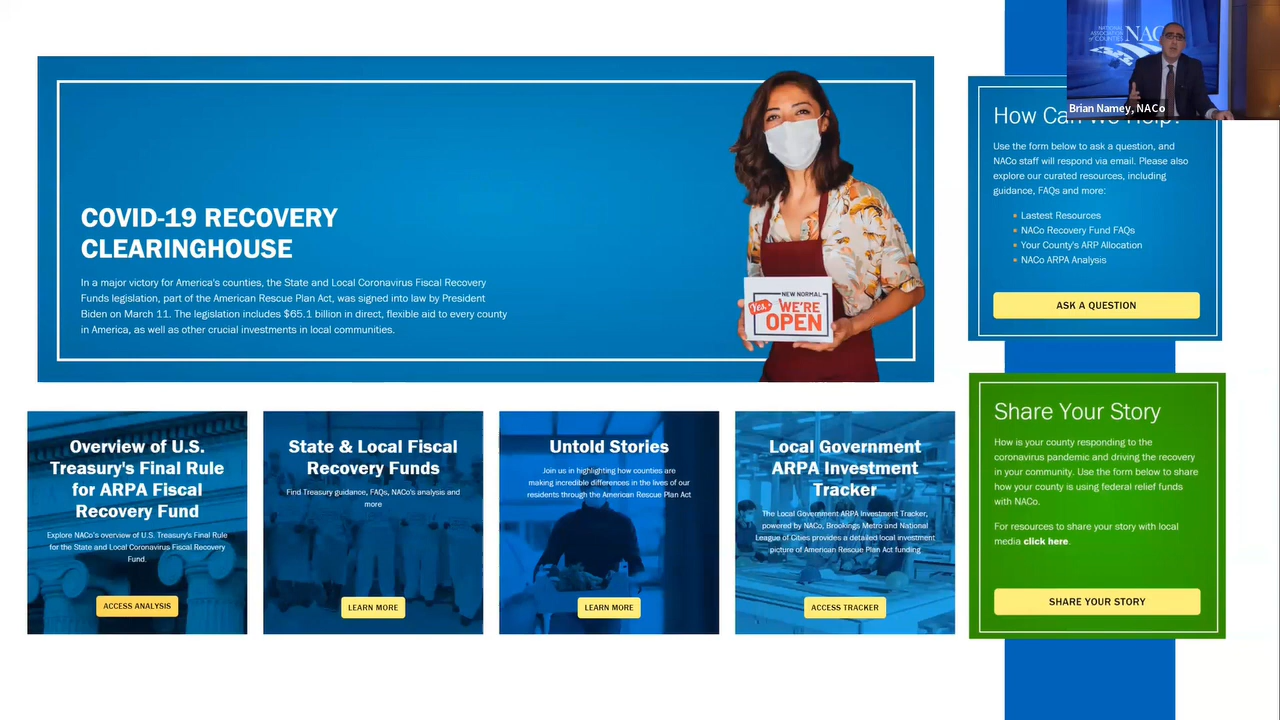 COVID-19 RECOVERY
CLEARINGHOUSE
In a major victory for America's counties, the State and Local Coronavirus Fiscal Recovery
Funds legislation, part of the American Rescue Plan Act, was signed into law by President
Biden on March 11. The legislation includes $65.1 billion in direct, flexible aid to every county
in America, as well as other crucial investments in local communities.
NEW NORMAL
Yes,
WE'RE
OPEN
NATIONAL
ASSOCIATION
of COUNTIES
Brian Namey, NACo
How Can We Help?
Use the form below to ask a question, and
NACo staff will respond via email. Please also
explore our curated resources, including
guidance, FAQs and more:
Lastest Resources
NACo Recovery Fund FAQs
Your County's ARP Allocation
NACo ARPA Analysis
ASK A QUESTION
Overview of U.S.
Treasury's Final Rule
for ARPA Fiscal
Recovery Fund
Explore NACo's overview of U.S. Treasury's Final Rule
for the State and Local Coronavirus Fiscal Recovery
Fund.
ACCESS ANALYSIS
State & Local Fiscal
Recovery Funds
Find Treasury guidance, FAQs, NACo's analysis and
more
LEARN MORE
Untold Stories
Join us in highlighting how counties are
making incredible differences in the lives of our
residents through the American Rescue Plan Act
LEARN MORE
Local Government
ARPA Investment
Tracker
The Local Government ARPA Investment Tracker,
powered by NACo, Brookings Metro and National
League of Cities provides a detailed local investment
picture of American Rescue Plan Act funding
ACCESS TRACKER
Share Your Story
How is your county responding to the
coronavirus pandemic and driving the recovery
in your community. Use the form below to share
how your county is using federal relief funds
with NACo.
For resources to share your story with local
media click here.
SHARE YOUR STORY